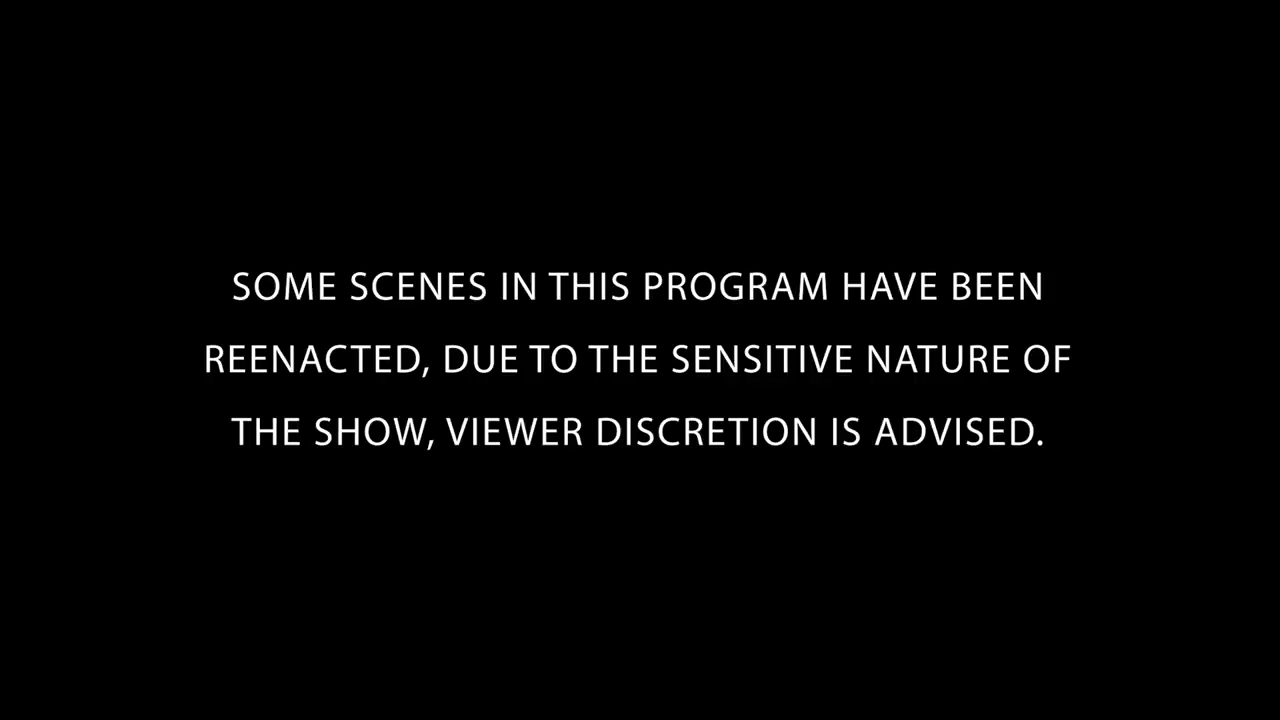 SOME SCENES IN THIS PROGRAM HAVE BEEN
REENACTED, DUE TO THE SENSITIVE NATURE OF
THE SHOW, VIEWER DISCRETION IS ADVISED.